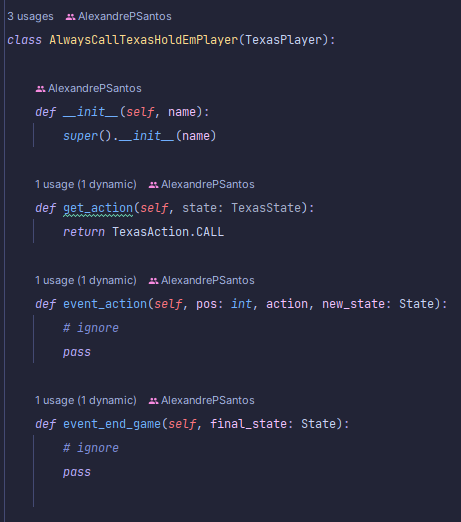 3 usages AlexandrePSantos
class AlwaysCallTexasHoldEmPlayer(TexasPlayer):
AlexandrePSantos
def __init__(self, name):
super().__init__(name)
1 usage (1 dynamic) AlexandrePSantos
def get_action(self, state: TexasState):
return TexasAction.CALL
1 usage (1 dynamic) AlexandrePSantos
def event_action(self, pos: int, action, new_state: State):
# ignore
pass
1 usage (1 dynamic) AlexandrePSantos
def event_end_game(self, final_state: State):
# ignore
pass